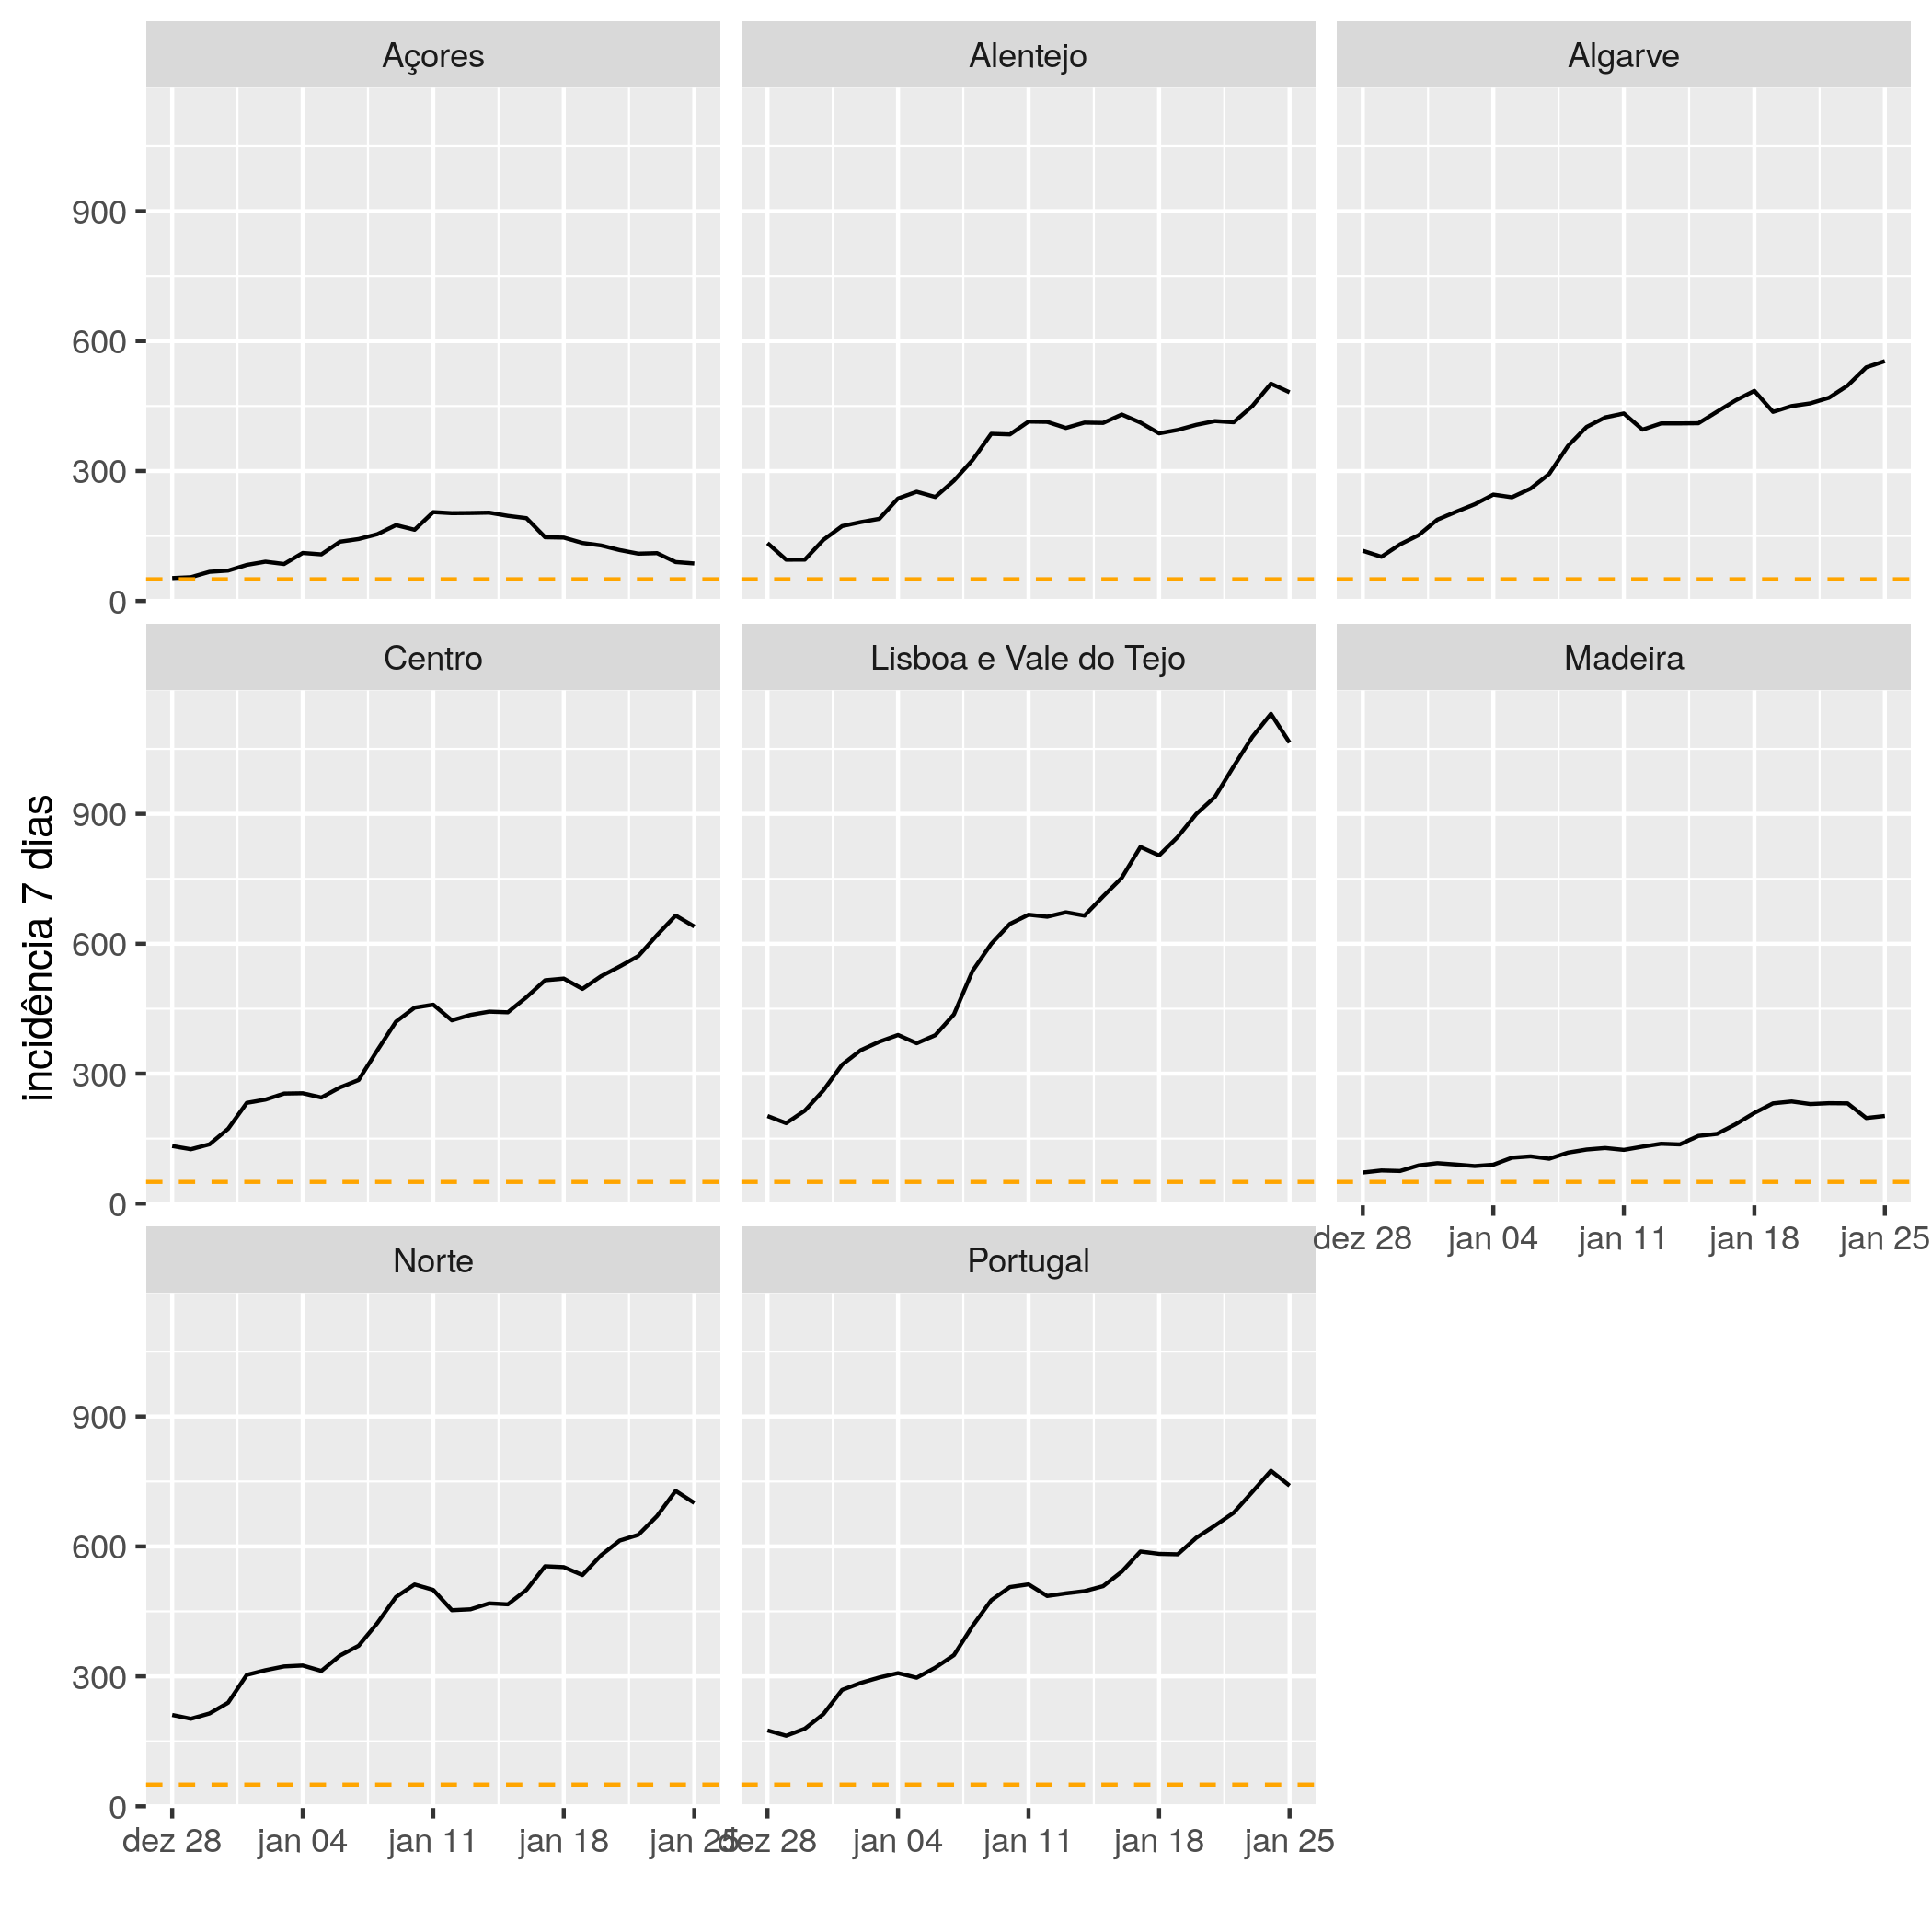 Açores
Alentejo
Algarve
900
600
300
0
Centro
Lisboa e Vale do Tejo
Madeira
incidência 7 dias
900
600
300
0
dez 28 jan 04 jan 11 jan 18 jan 25
Norte
Portugal
900
600
300
0
dez 28 jan 04 jan 11 jan 18 jan 25
dez 28 jan 04 jan 11 jan 18 jan 25